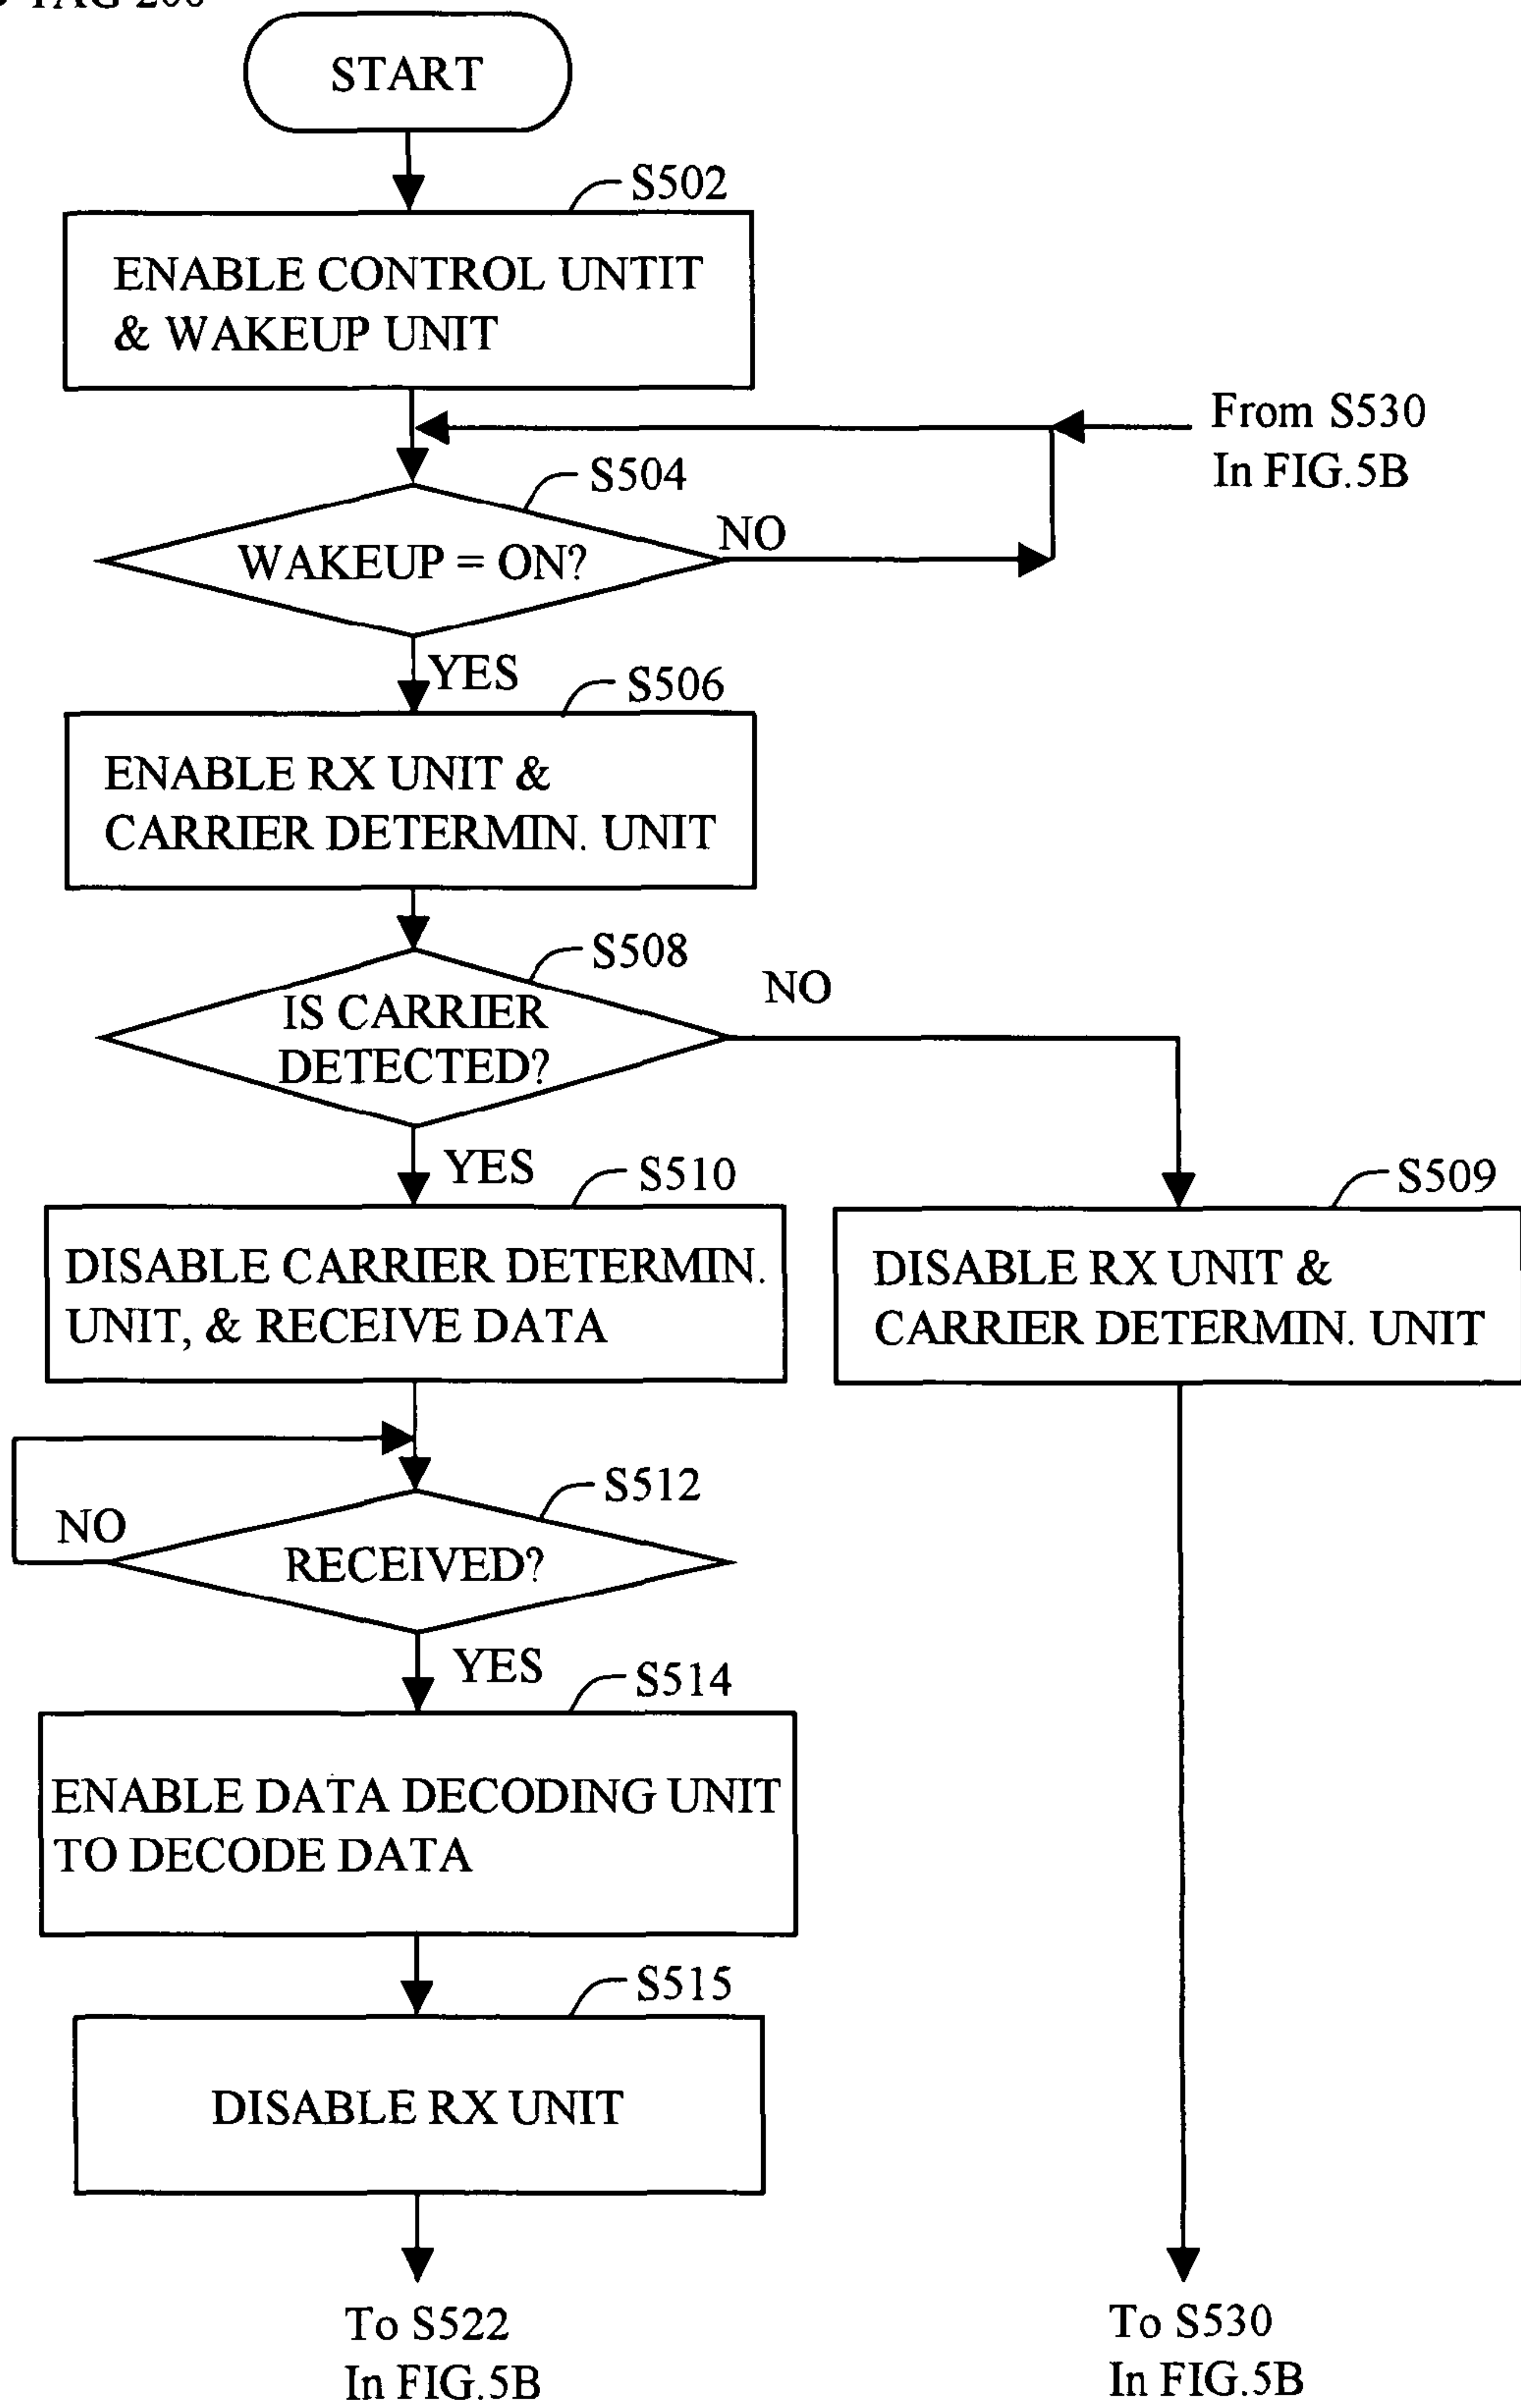 TAG 200
START
S502
ENABLE CONTROL UNTIT
& WAKEUP UNIT
From S530
In FIG.5B
S504
WAKEUP = ON?
NO
YES
S506
ENABLE RX UNIT &
CARRIER DETERMIN. UNIT
S508
NO
IS CARRIER
DETECTED?
YES
S510
S509
DISABLE CARRIER DETERMIN.
UNIT, & RECEIVE DATA
DISABLE RX UNIT &
CARRIER DETERMIN. UNIT
S512
NO
RECEIVED?
YES
S514
ENABLE DATA DECODING UNIT
TO DECODE DATA
S515
DISABLE RX UNIT
To S522
In FIG.5B
To S530
In FIG.5B